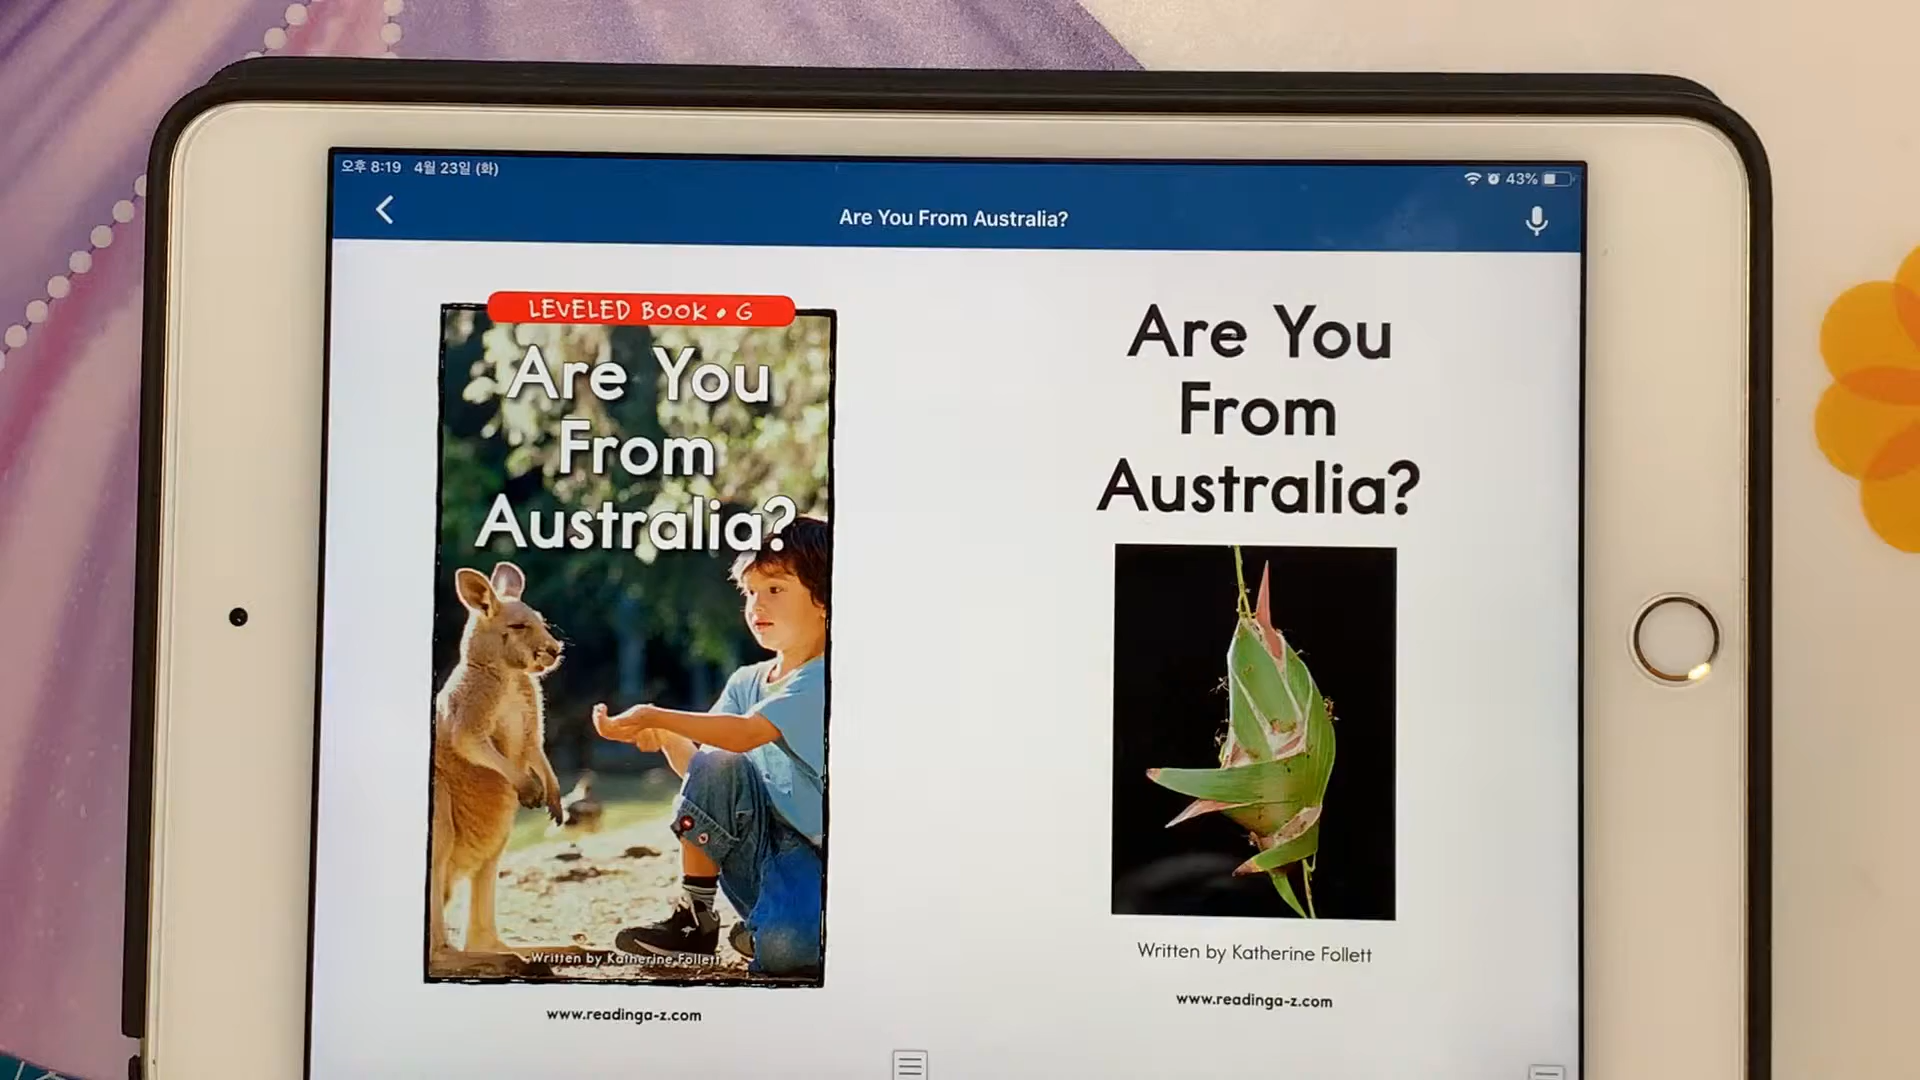 오후 8:19 4월 23일 (화)
43%
Are You From Australia?
LEVELED BOOK • G
Are You
From
Australia?
Written by Katherine Follett
www.readinga-z.com
Are You
From
Australia?
Written by Katherine Follett
www.readinga-z.com